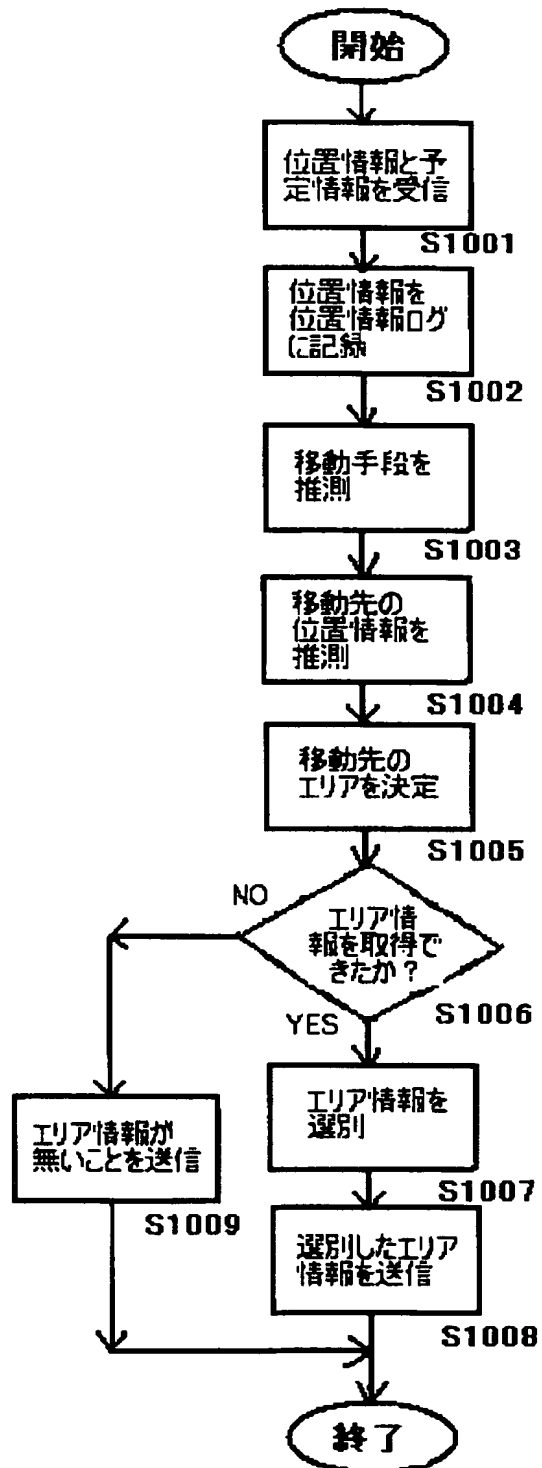 開始
位置情報と予
定情報を受信
S1001
位置情報を
位置情報ログ
に記録
S1002
移動手段を
推測
S1003
移動先の
位置情報を
推測
S1004
移動先の
エリアを決定
S1005
NO
エリア情
報を取得で
きたか？
S1006
YES
エリア情報を
選別
S1007
エリア情報が
無いことを送信
S1009
選別したエリア
情報を送信
S1008
終了